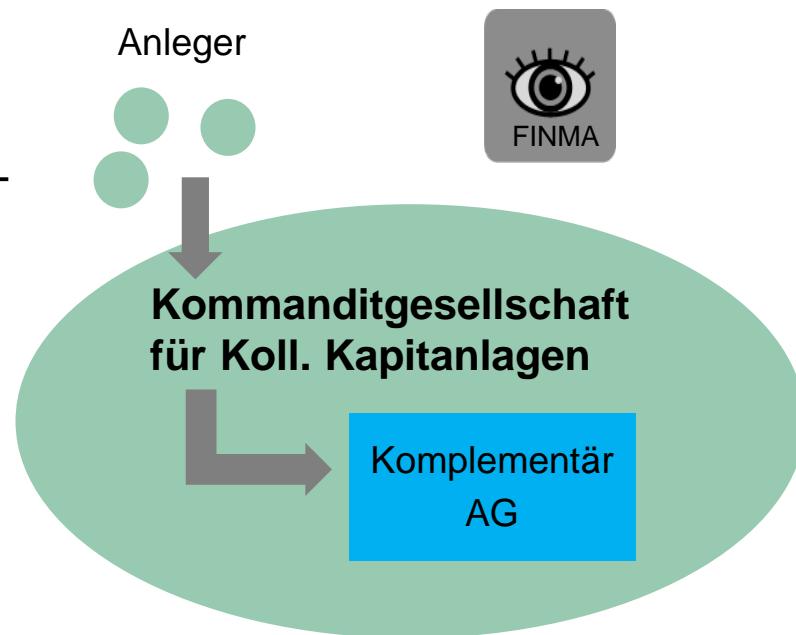 Anleger
FINMA
-
Kommanditgesellschaft
für Koll. Kapitanlagen
Komplementär
AG